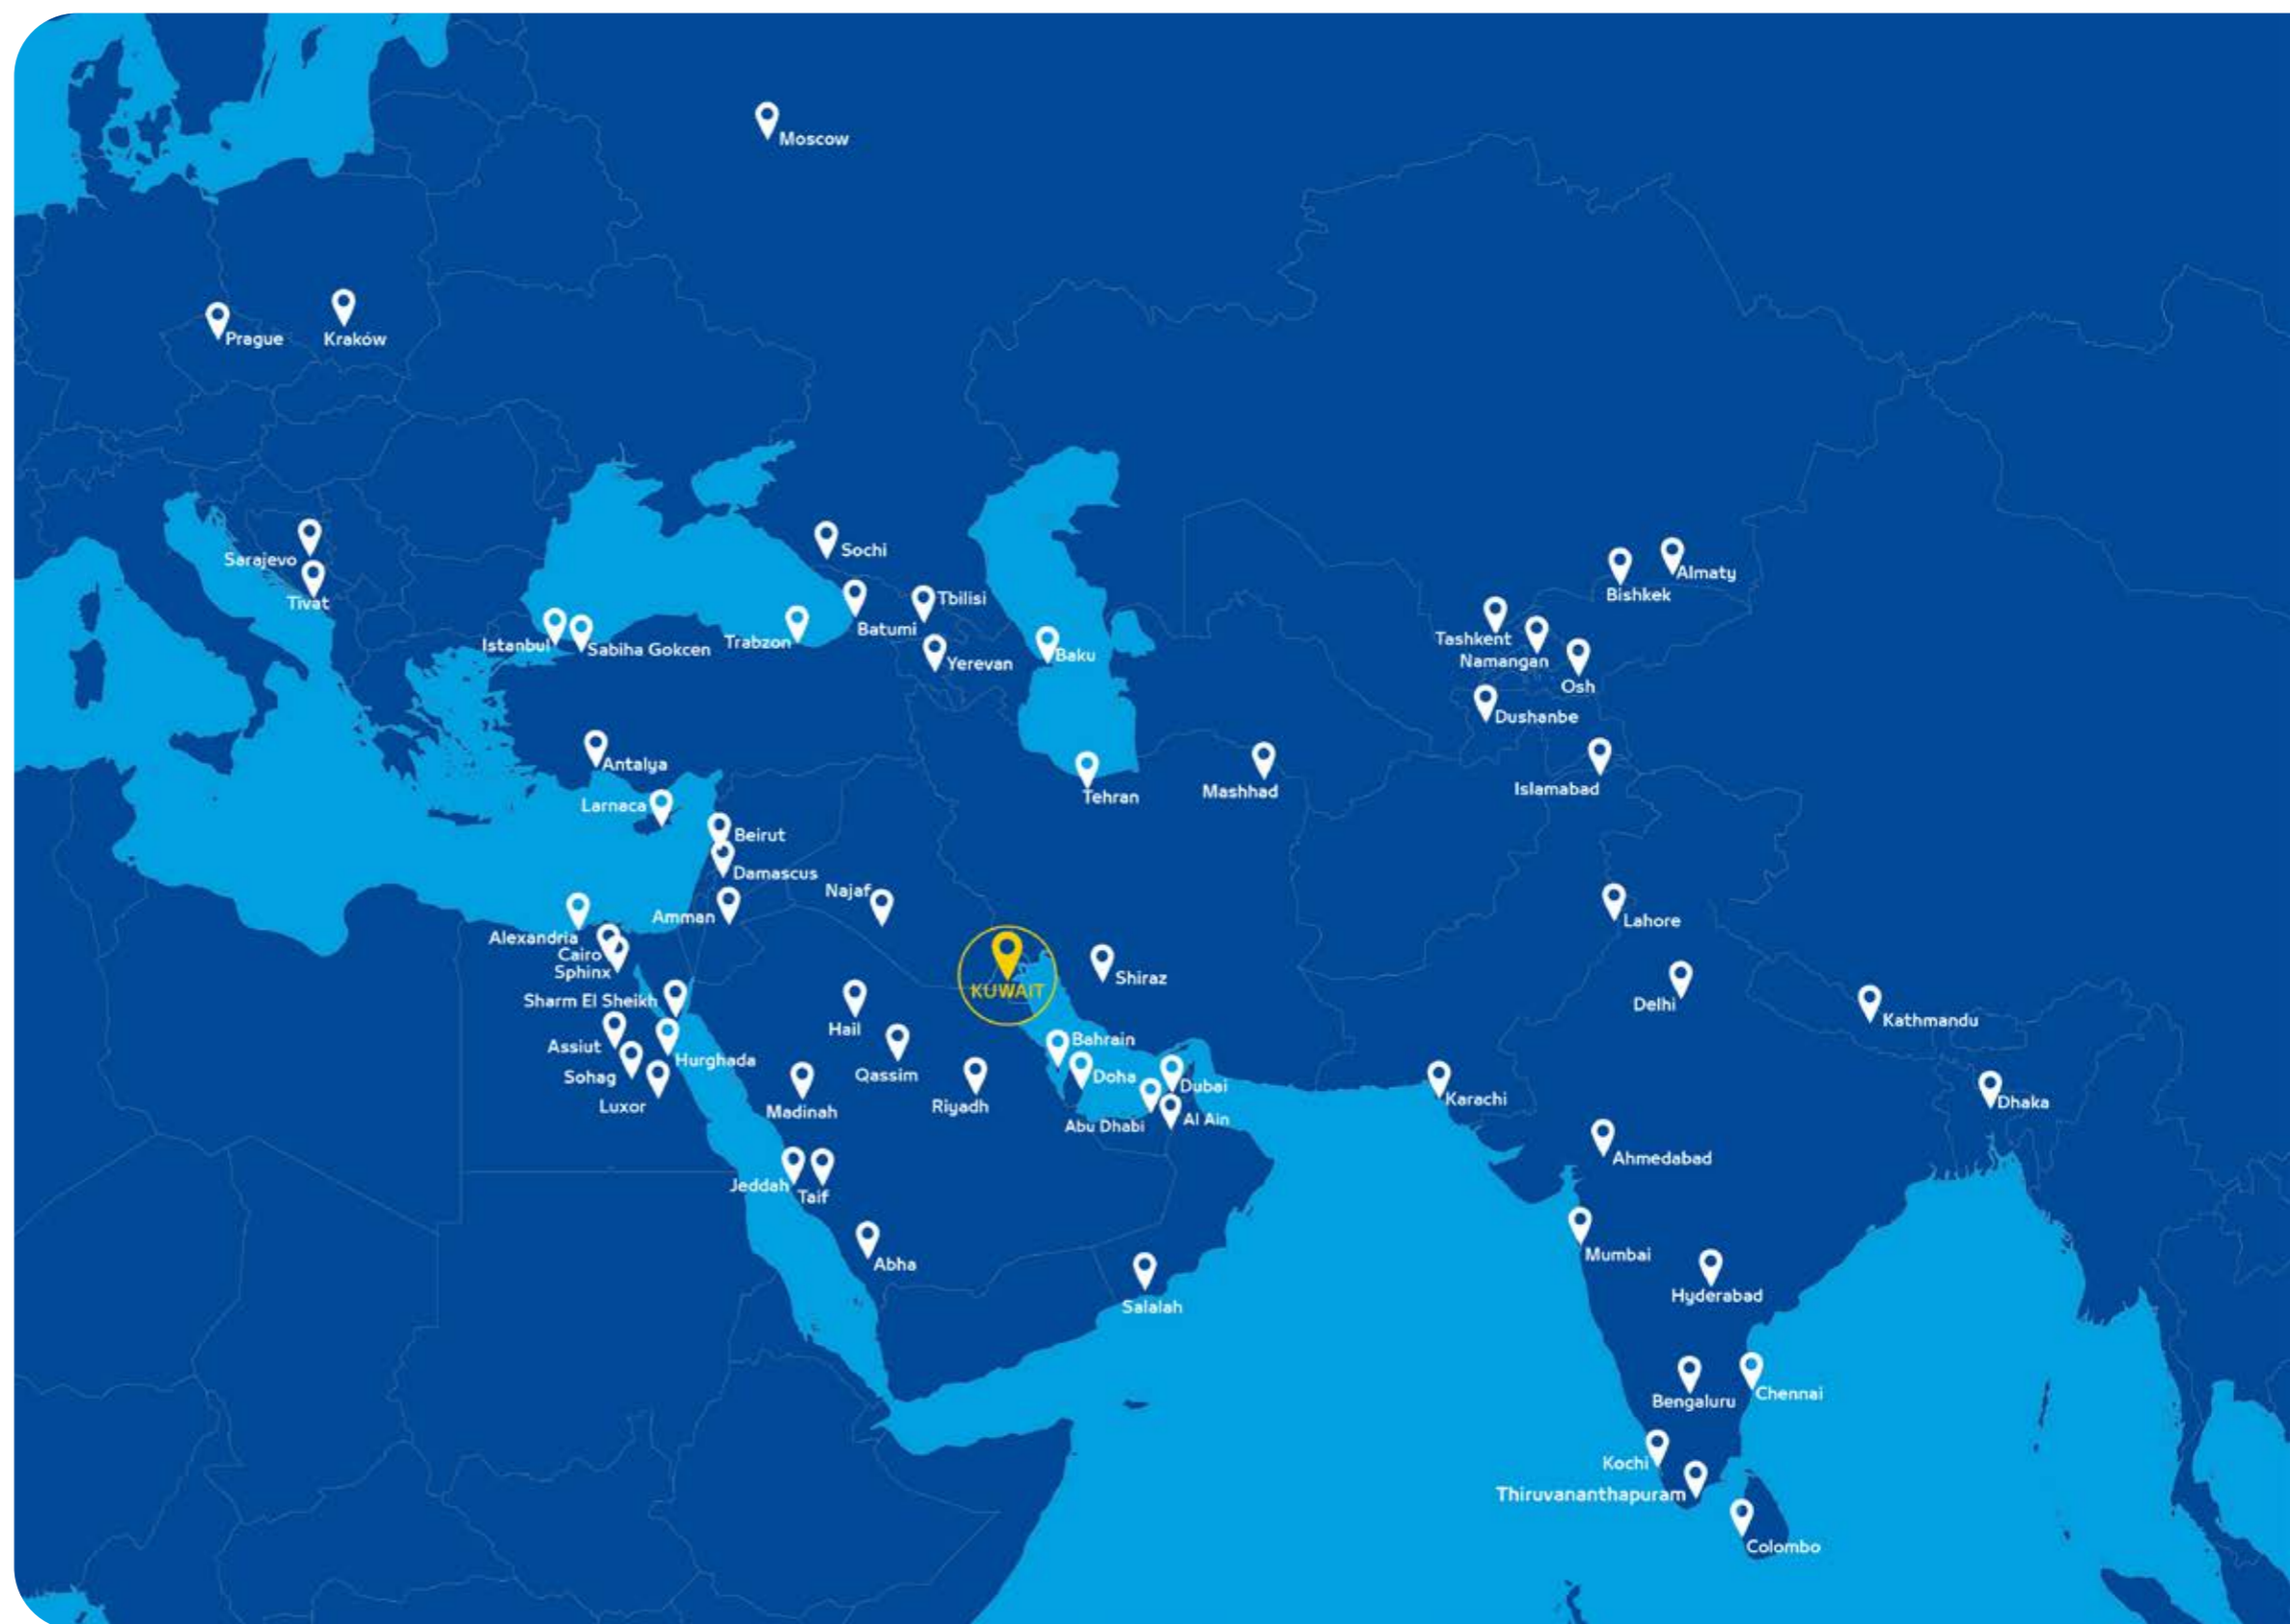 Moscow
Prague
Kraków
Sarajevo
Tivat
Sochi
Almaty
Bishkek
Tbilisi
Batumi
Trabzon
Istanbul
Sabiha Gokcen
Yerevan
Baku
Tashkent
Namangan
Osh
Dushanbe
Antalya
Larnaca
Tehran
Mashhad
Islamabad
Beirut
Damascus
Najaf
Amman
Lahore
Alexandria
Cairo
Sphinx
Shiraz
KUWAIT
Sharm El Sheikh
Delhi
Kathmandu
Hail
Bahrain
Assiut
Hurghada
Sohag
Qassim
Doha
Dubai
Luxor
Madinah
Riyadh
Karachi
Dhaka
Abu Dhabi
Al Ain
Ahmedabad
Jeddah
Taif
Mumbai
Abha
Hyderabad
Salalah
Chennai
Bengaluru
Kochi
Thiruvananthapuram
Colombo